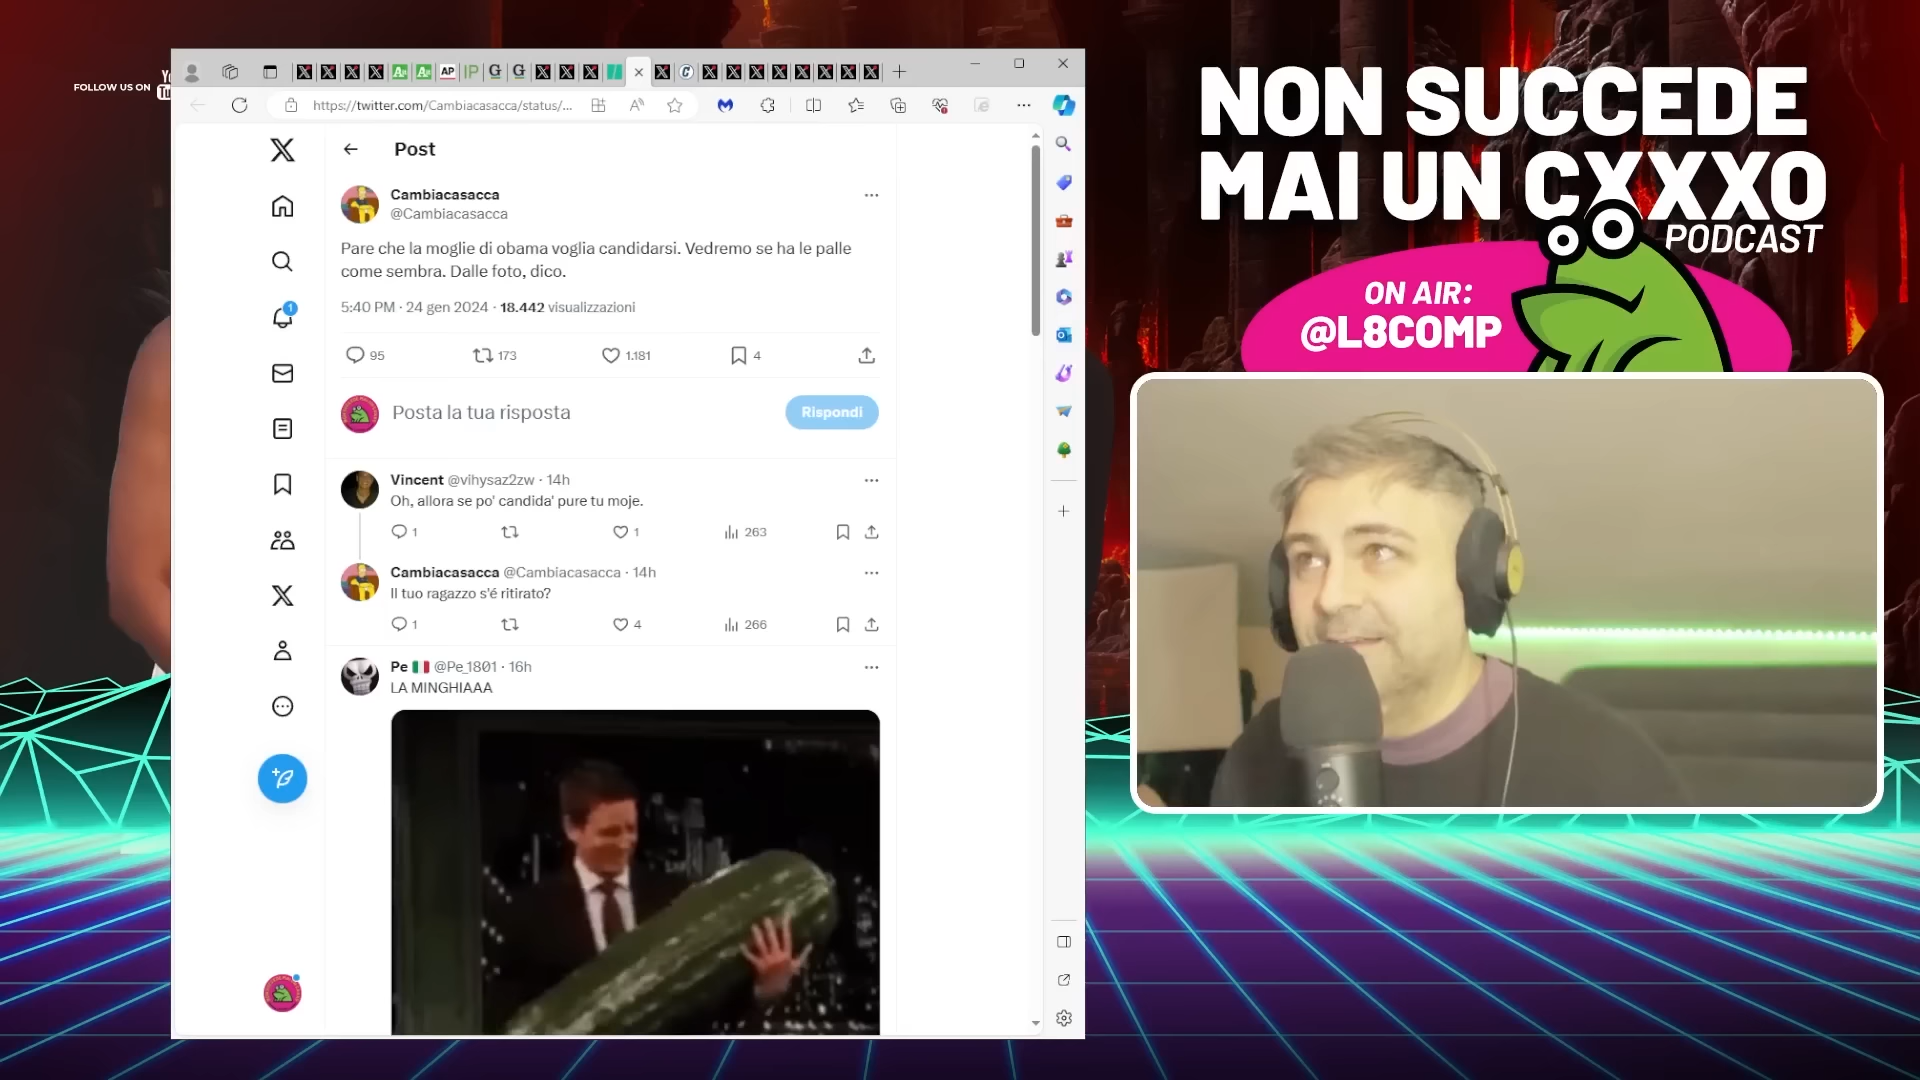 FOLLOW US ON
https://twitter.com/Cambiacasacca/status/...
Post
Cambiacasacca
@Cambiacasacca
Pare che la moglie di obama voglia candidarsi. Vedremo se ha le palle
come sembra. Dalle foto, dico.
5:40 PM · 24 gen 2024 · 18.442 visualizzazioni
95 173 1.181 4
Posta la tua risposta
Rispondi
Vincent @vihysaz2zw · 14h
Oh, allora se po' candida' pure tu moje.
1 1 263
Cambiacasacca @Cambiacasacca · 14h
Il tuo ragazzo s'é ritirato?
1 4 266
Pe @Pe_1801 · 16h
LA MINGHIAAA
NON SUCCEDE
MAI UN CXXXO
PODCAST
ON AIR:
@L8COMP